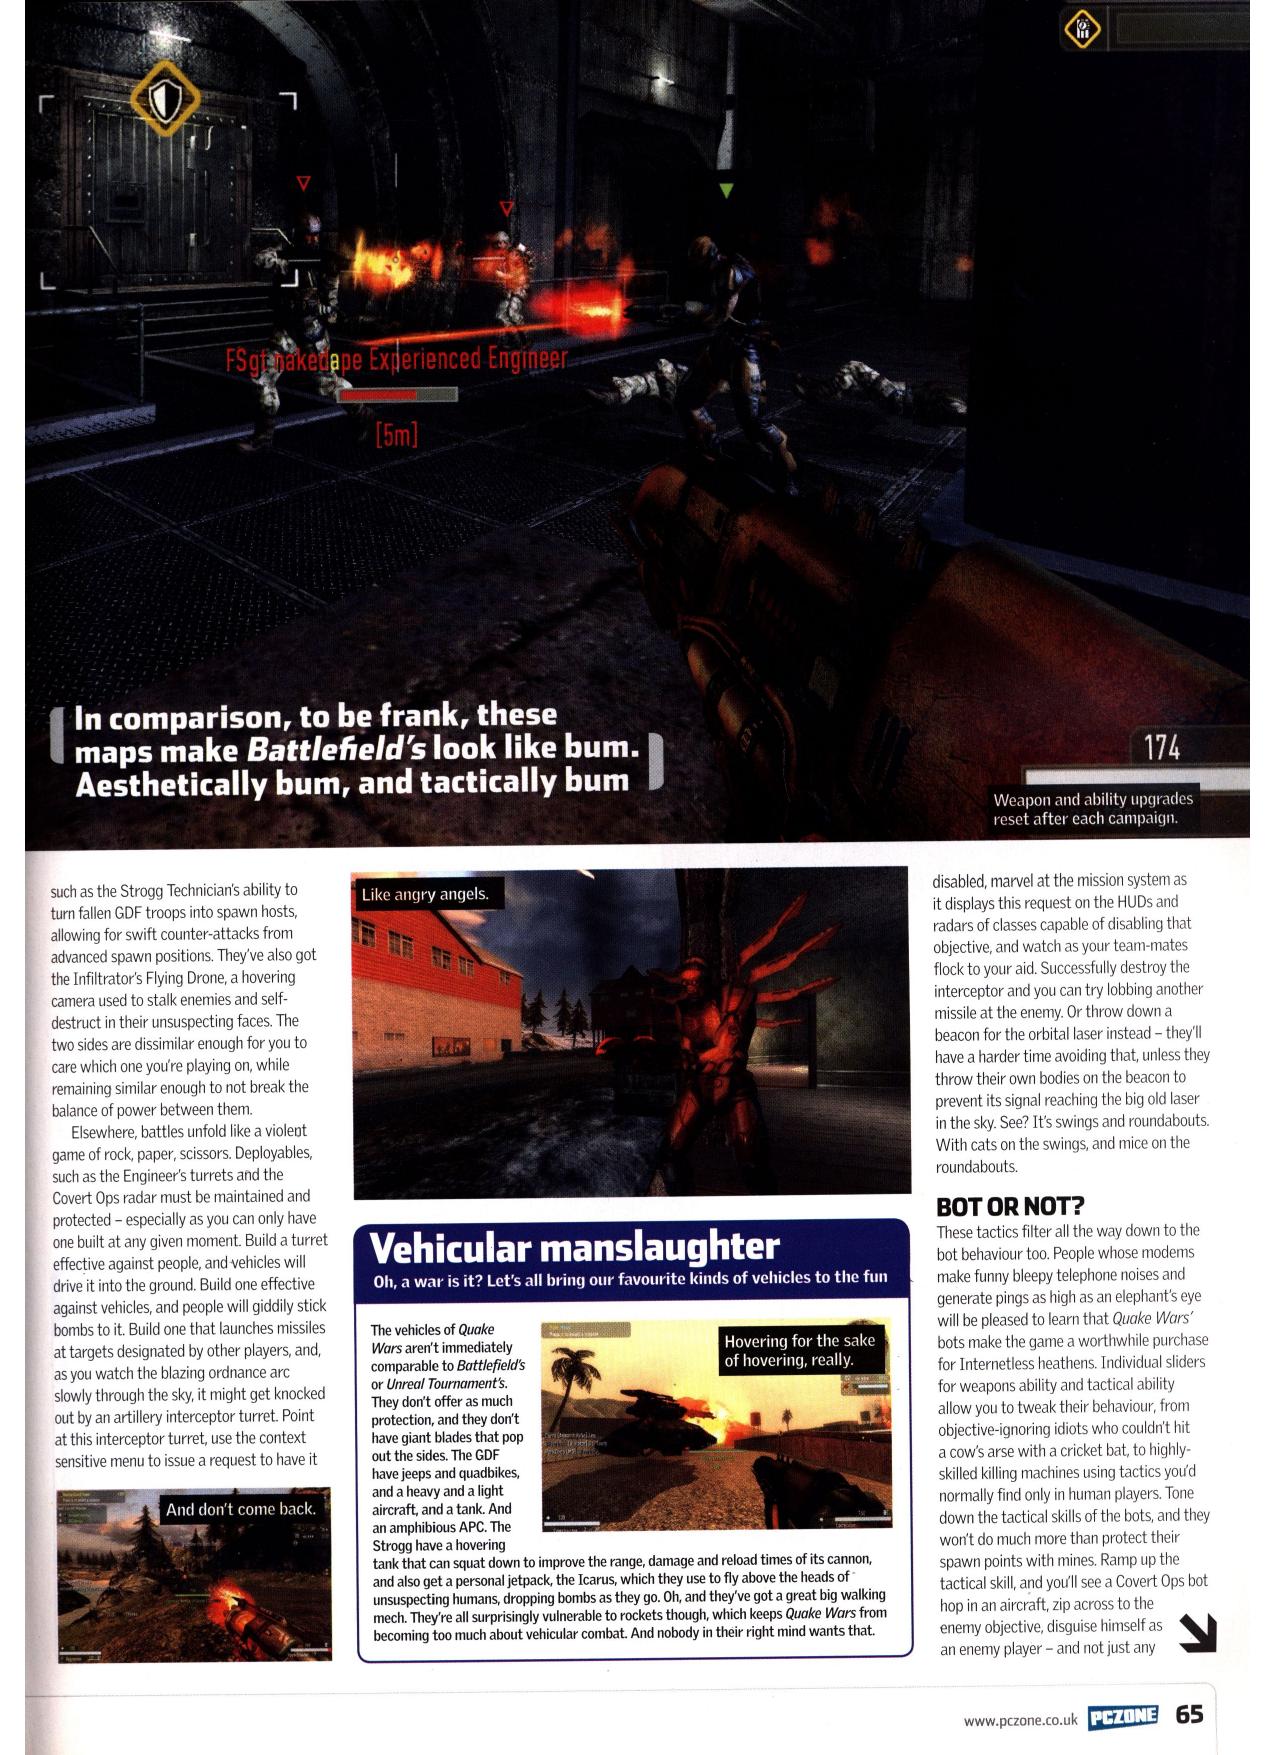 FSgt nakedape Experienced Engineer
[5m]
In comparison, to be frank, these
maps make Battlefield's look like bum.
Aesthetically bum, and tactically bum
174
Weapon and ability upgrades
reset after each campaign.
such as the Strogg Technician's ability to
turn fallen GDF troops into spawn hosts,
allowing for swift counter-attacks from
advanced spawn positions. They've also got
the Infiltrator's Flying Drone, a hovering
camera used to stalk enemies and self-
destruct in their unsuspecting faces. The
two sides are dissimilar enough for you to
care which one you're playing on, while
remaining similar enough to not break the
balance of power between them.
Elsewhere, battles unfold like a violent
game of rock, paper, scissors. Deployables,
such as the Engineer's turrets and the
Covert Ops radar must be maintained and
protected – especially as you can only have
one built at any given moment. Build a turret
effective against people, and vehicles will
drive it into the ground. Build one effective
against vehicles, and people will giddily stick
bombs to it. Build one that launches missiles
at targets designated by other players, and,
as you watch the blazing ordnance arc
slowly through the sky, it might get knocked
out by an artillery interceptor turret. Point
at this interceptor turret, use the context
sensitive menu to issue a request to have it
And don't come back.
Like angry angels.
Vehicular manslaughter
Oh, a war is it? Let's all bring our favourite kinds of vehicles to the fun
The vehicles of Quake
Wars aren't immediately
comparable to Battlefield's
or Unreal Tournament's.
They don't offer as much
protection, and they don't
have giant blades that pop
out the sides. The GDF
have jeeps and quadbikes,
and a heavy and a light
aircraft, and a tank. And
an amphibious APC. The
Strogg have a hovering
tank that can squat down to improve the range, damage and reload times of its cannon,
and also get a personal jetpack, the Icarus, which they use to fly above the heads of
unsuspecting humans, dropping bombs as they go. Oh, and they've got a great big walking
mech. They're all surprisingly vulnerable to rockets though, which keeps Quake Wars from
becoming too much about vehicular combat. And nobody in their right mind wants that.
Hovering for the sake
of hovering, really.
disabled, marvel at the mission system as
it displays this request on the HUDs and
radars of classes capable of disabling that
objective, and watch as your team-mates
flock to your aid. Successfully destroy the
interceptor and you can try lobbing another
missile at the enemy. Or throw down a
beacon for the orbital laser instead – they'll
have a harder time avoiding that, unless they
throw their own bodies on the beacon to
prevent its signal reaching the big old laser
in the sky. See? It's swings and roundabouts.
With cats on the swings, and mice on the
roundabouts.
BOT OR NOT?
These tactics filter all the way down to the
bot behaviour too. People whose modems
make funny bleepy telephone noises and
generate pings as high as an elephant's eye
will be pleased to learn that Quake Wars'
bots make the game a worthwhile purchase
for Internetless heathens. Individual sliders
for weapons ability and tactical ability
allow you to tweak their behaviour, from
objective-ignoring idiots who couldn't hit
a cow's arse with a cricket bat, to highly-
skilled killing machines using tactics you'd
normally find only in human players. Tone
down the tactical skills of the bots, and they
won't do much more than protect their
spawn points with mines. Ramp up the
tactical skill, and you'll see a Covert Ops bot
hop in an aircraft, zip across to the
enemy objective, disguise himself as
an enemy player – and not just any
www.pczone.co.uk PCZONE 65